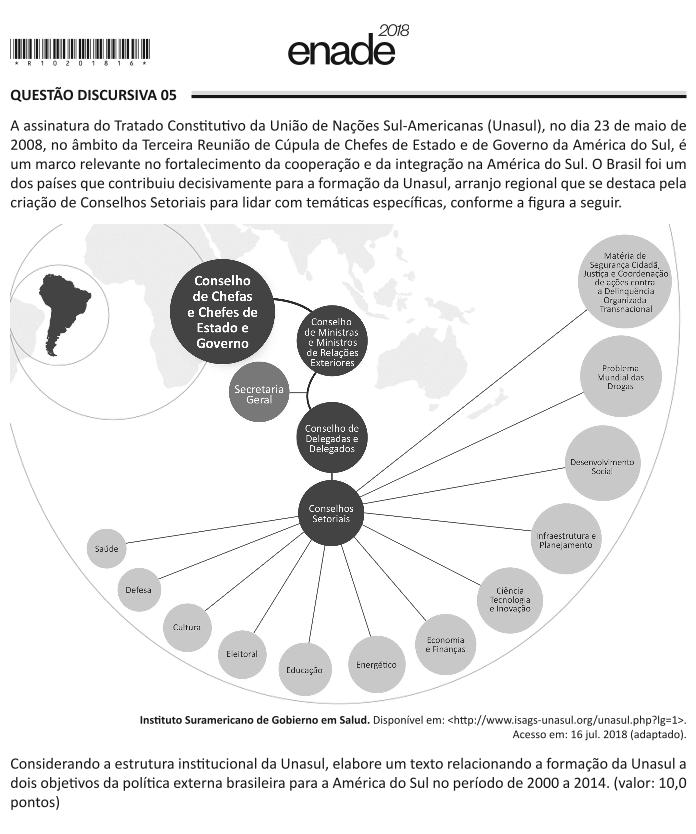 enade 2018
* R 1 0 2 0 1 8 1 6 *
QUESTÃO DISCURSIVA 05
A assinatura do Tratado Constitutivo da União de Nações Sul-Americanas (Unasul), no dia 23 de maio de
2008, no âmbito da Terceira Reunião de Cúpula de Chefes de Estado e de Governo da América do Sul, é
um marco relevante no fortalecimento da cooperação e da integração na América do Sul. O Brasil foi um
dos países que contribuiu decisivamente para a formação da Unasul, arranjo regional que se destaca pela
criação de Conselhos Setoriais para lidar com temáticas específicas, conforme a figura a seguir.
Conselho
de Chefas
e Chefes de
Estado e
Governo
Conselho
de Ministras
e Ministros
de Relações
Exteriores
Secretaria
Geral
Conselho de
Delegadas e
Delegados
Conselhos
Setoriais
Matéria de
Segurança Cidadã,
Justiça e Coordenação
de ações contra
a Delinquência
Organizada
Transnacional
Problema
Mundial das
Drogas
Desenvolvimento
Social
Infraestrutura e
Planejamento
Ciência
Tecnologia
e Inovação
Economia
e Finanças
Energético
Educação
Eleitoral
Cultura
Defesa
Saúde
Instituto Suramericano de Gobierno em Salud. Disponível em: <http://www.isags-unasul.org/unasul.php?lg=1>.
Acesso em: 16 jul. 2018 (adaptado).
Considerando a estrutura institucional da Unasul, elabore um texto relacionando a formação da Unasul a
dois objetivos da política externa brasileira para a América do Sul no período de 2000 a 2014. (valor: 10,0
pontos)